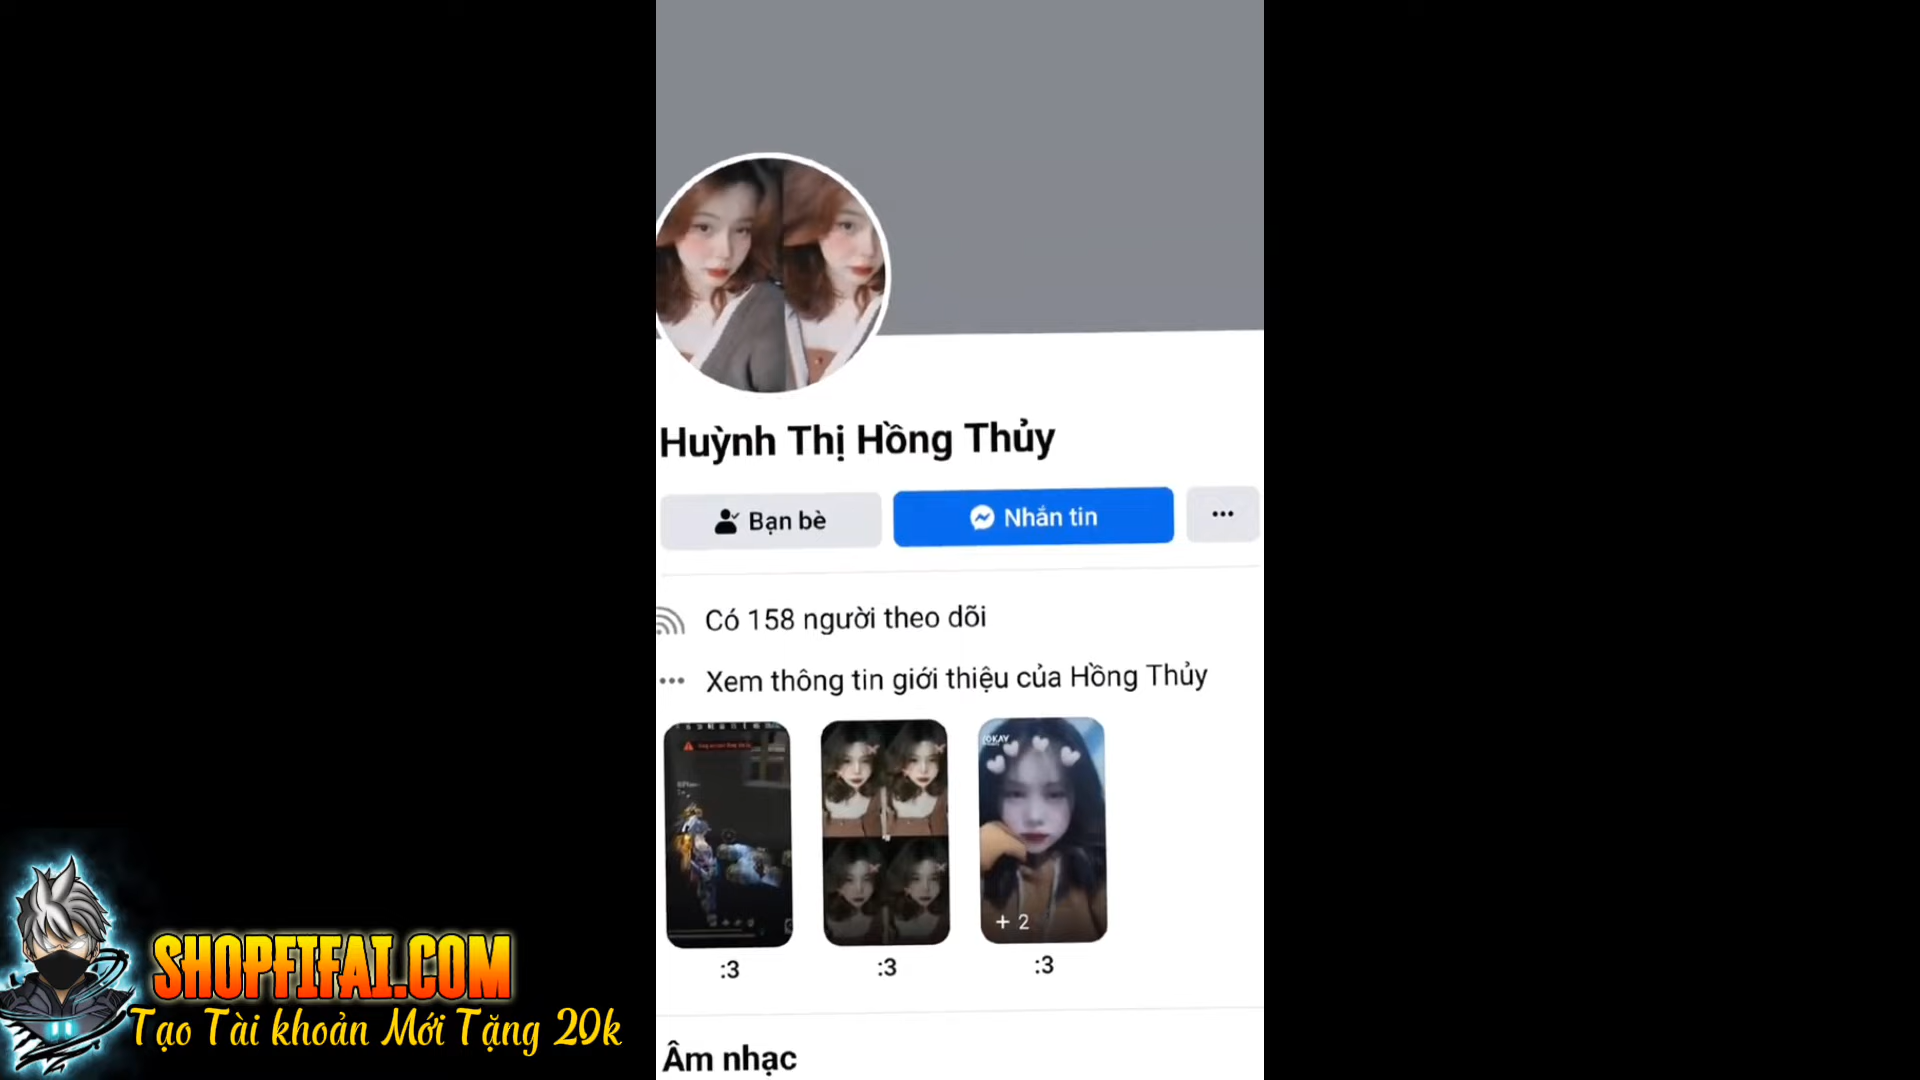 Huỳnh Thị Hồng Thủy
Bạn bè
Nhắn tin
Có 158 người theo dõi
Xem thông tin giới thiệu của Hồng Thủy
+ 2
:3
:3
:3
Âm nhạc
SHOPFIFAI.COM
Tạo Tài khoản Mới Tặng 20k